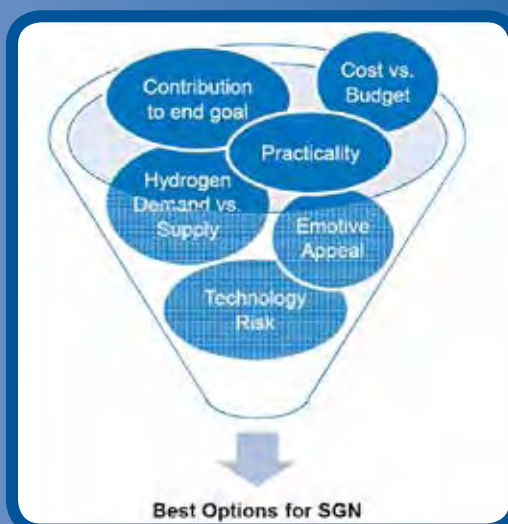 Contribution
to end goal
Cost vs.
Budget
Practicality
Hydrogen
Demand vs.
Supply
Emotive
Appeal
Technology
Risk
Best Options for SGN